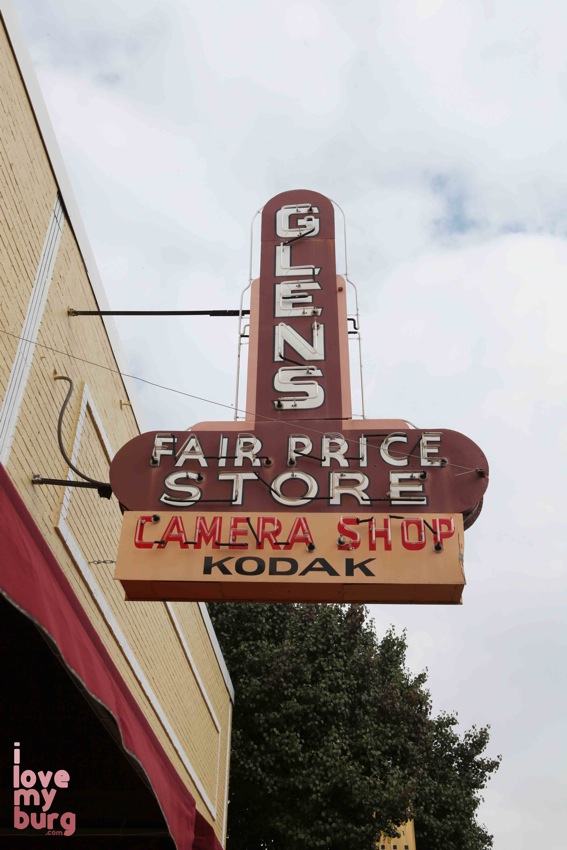 GLENS
FAIR PRICE
STORE
CAMERA SHOP
KODAK
i
love
my
burg
.com